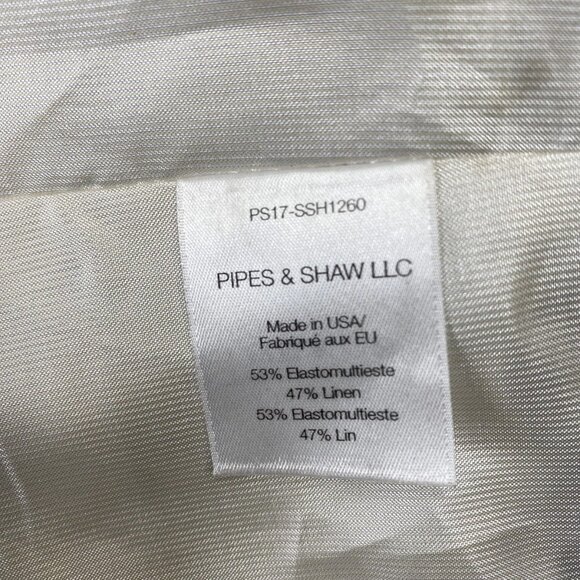 PS17-SSH1260
PIPES & SHAW LLC
Made in USA/
Fabriqué aux EU
53% Elastomultieste
47% Linen
53% Elastomultieste
47% Lin